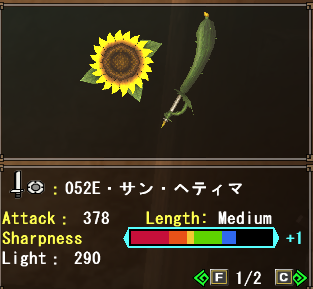 ：052E・サン・ヘティマ
Attack： 378 Length: Medium
Sharpness +1
Light： 290
F 1/2 C